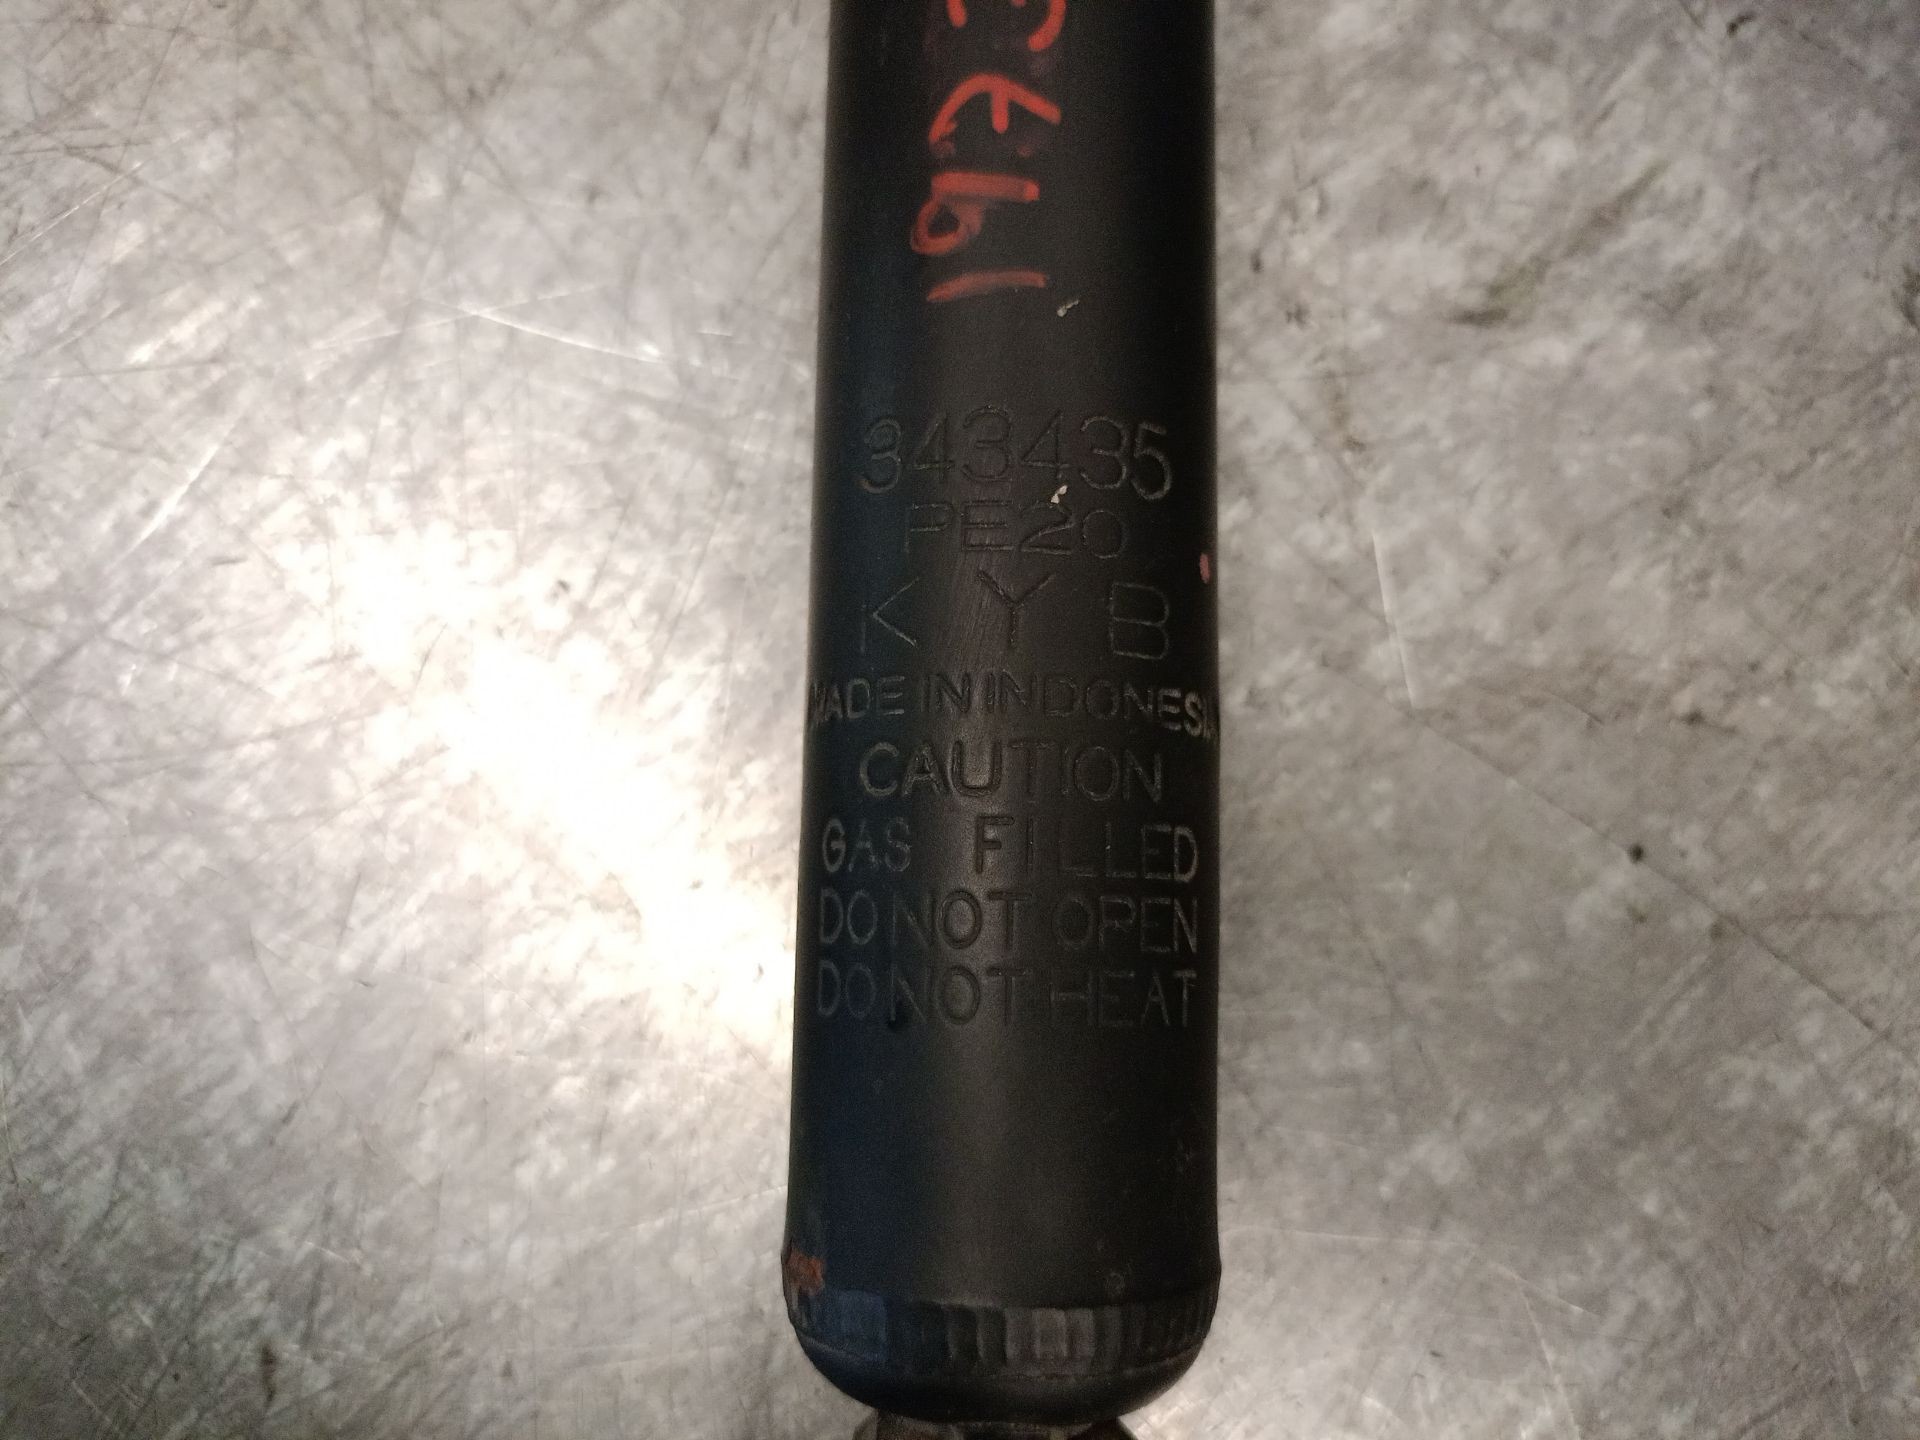 343435
PE20
KYB
MADE IN INDONESIA
CAUTION
GAS FILLED
DO NOT OPEN
DO NOT HEAT